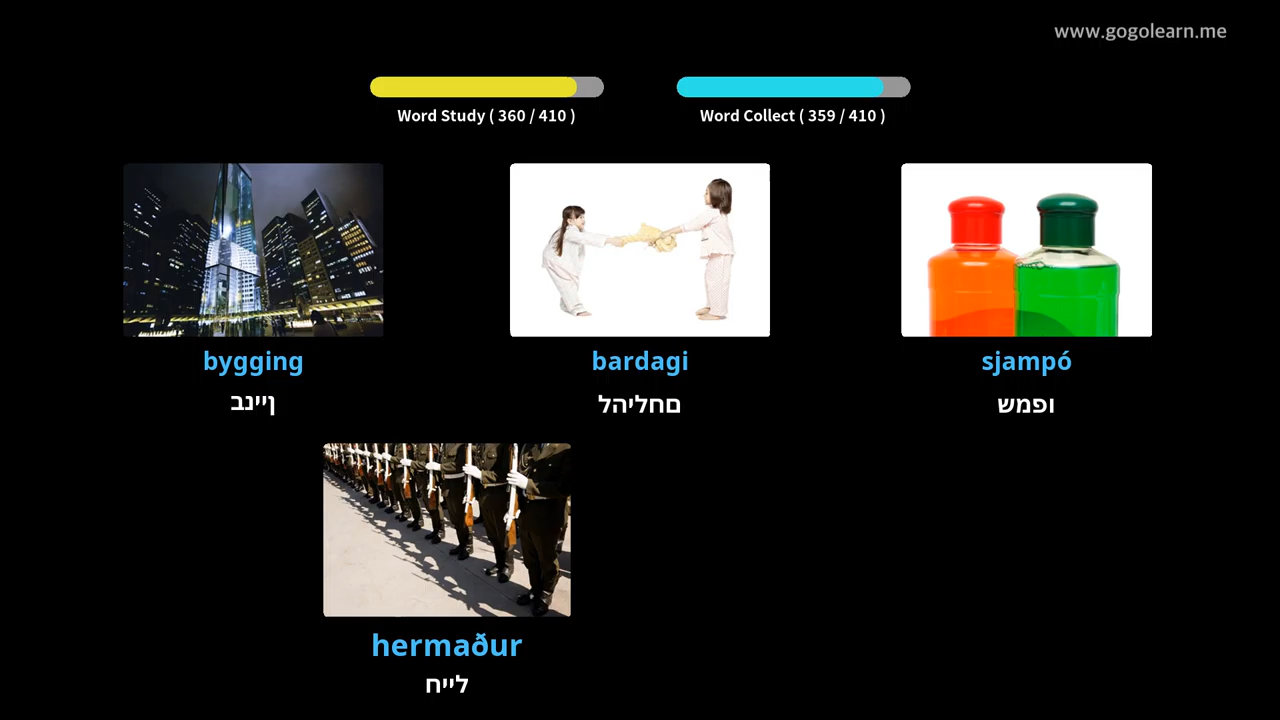 www.gogolearn.me
Word Study ( 360 / 410 )
Word Collect ( 359 / 410 )
bygging
bardagi
sjampó
בניין
להילחם
שמפו
hermaður
חייל